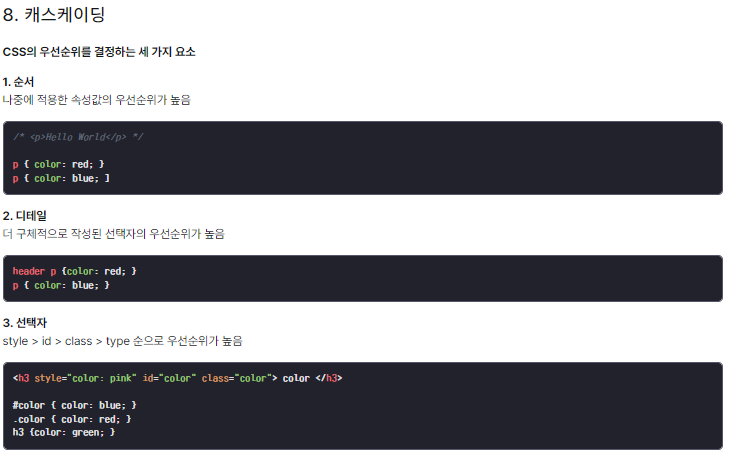 8. 캐스케이딩
CSS의 우선순위를 결정하는 세 가지 요소
1. 순서
나중에 적용한 속성값의 우선순위가 높음
/* <p>Hello World</p> */
p { color: red; }
p { color: blue; ]
2. 디테일
더 구체적으로 작성된 선택자의 우선순위가 높음
header p {color: red; }
p { color: blue; }
3. 선택자
style > id > class > type 순으로 우선순위가 높음
<h3 style="color: pink" id="color" class="color"> color </h3>
#color { color: blue; }
.color { color: red; }
h3 {color: green; }